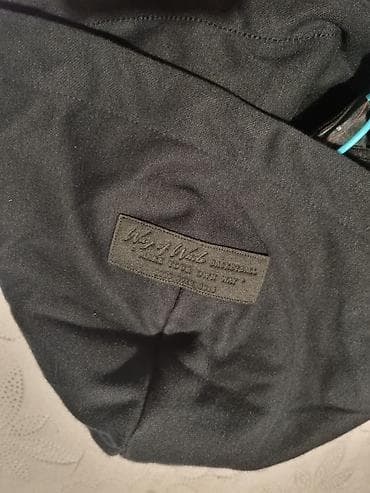 Way of Wade BASKETBALL
" MAKE YOUR OWN WAY "